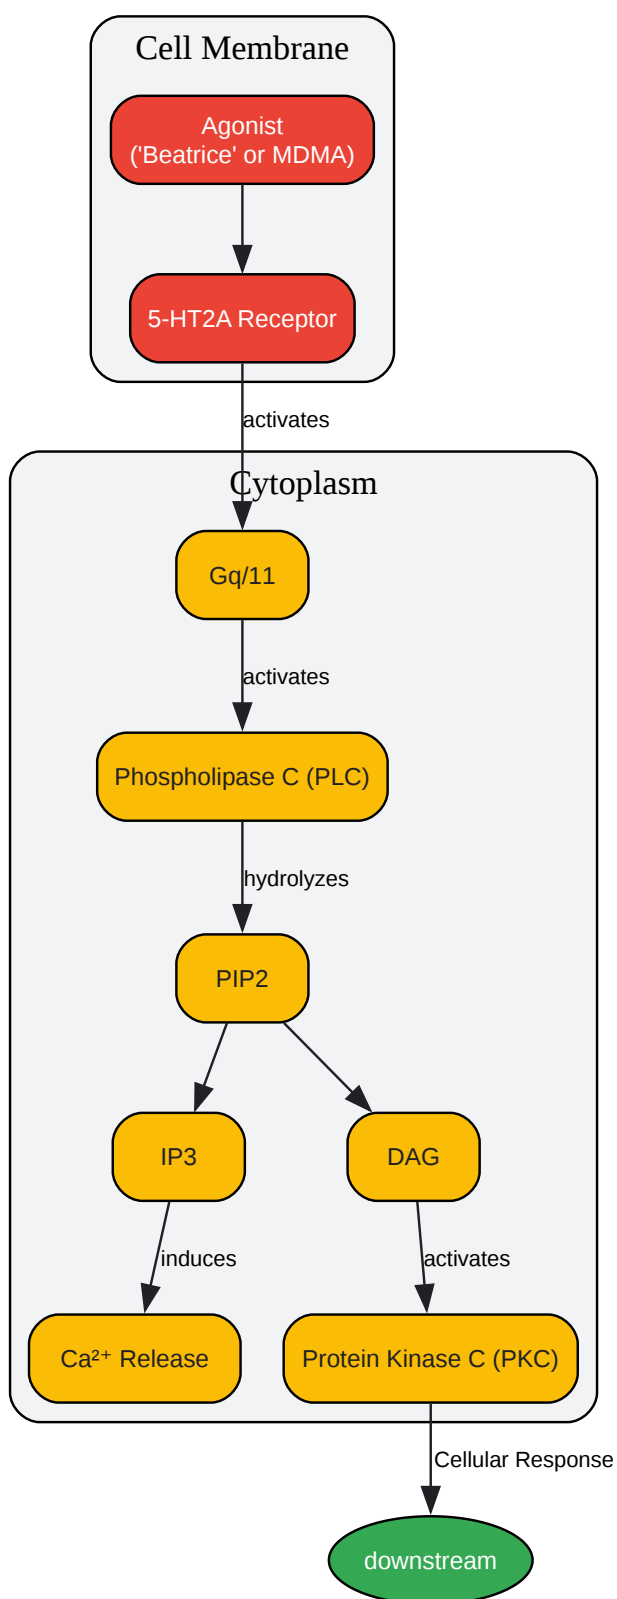 Cell Membrane
Agonist
('Beatrice' or MDMA)
5-HT2A Receptor
activates
Cytoplasm
Gq/11
activates
Phospholipase C (PLC)
hydrolyzes
PIP2
IP3
DAG
induces
activates
Ca²⁺ Release
Protein Kinase C (PKC)
Cellular Response
downstream